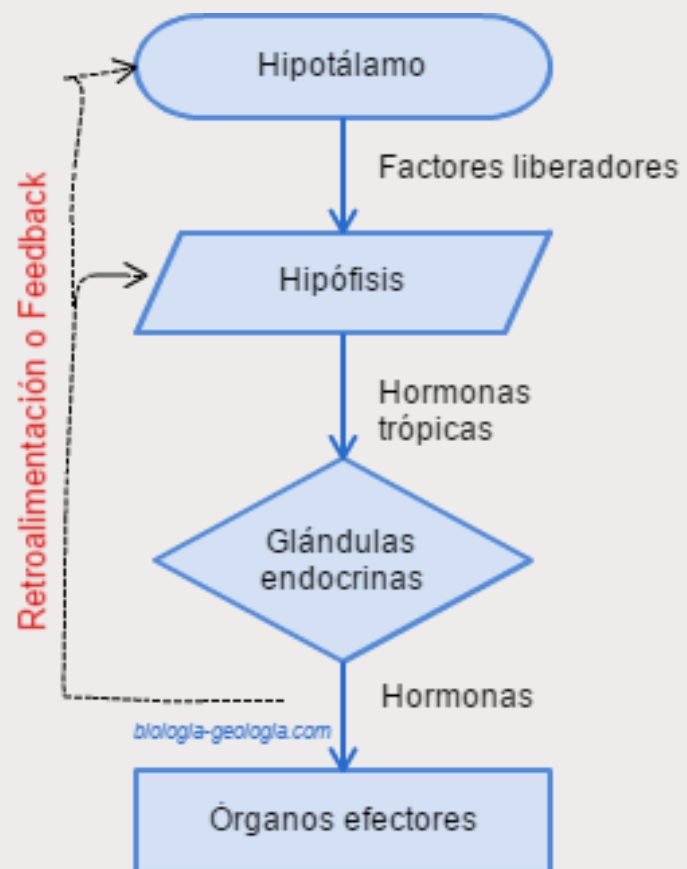 Hipotálamo
Factores liberadores
Retroalimentación o Feedback
Hipófisis
Hormonas
trópicas
Glándulas
endocrinas
Hormonas
biologia-geologia.com
Órganos efectores